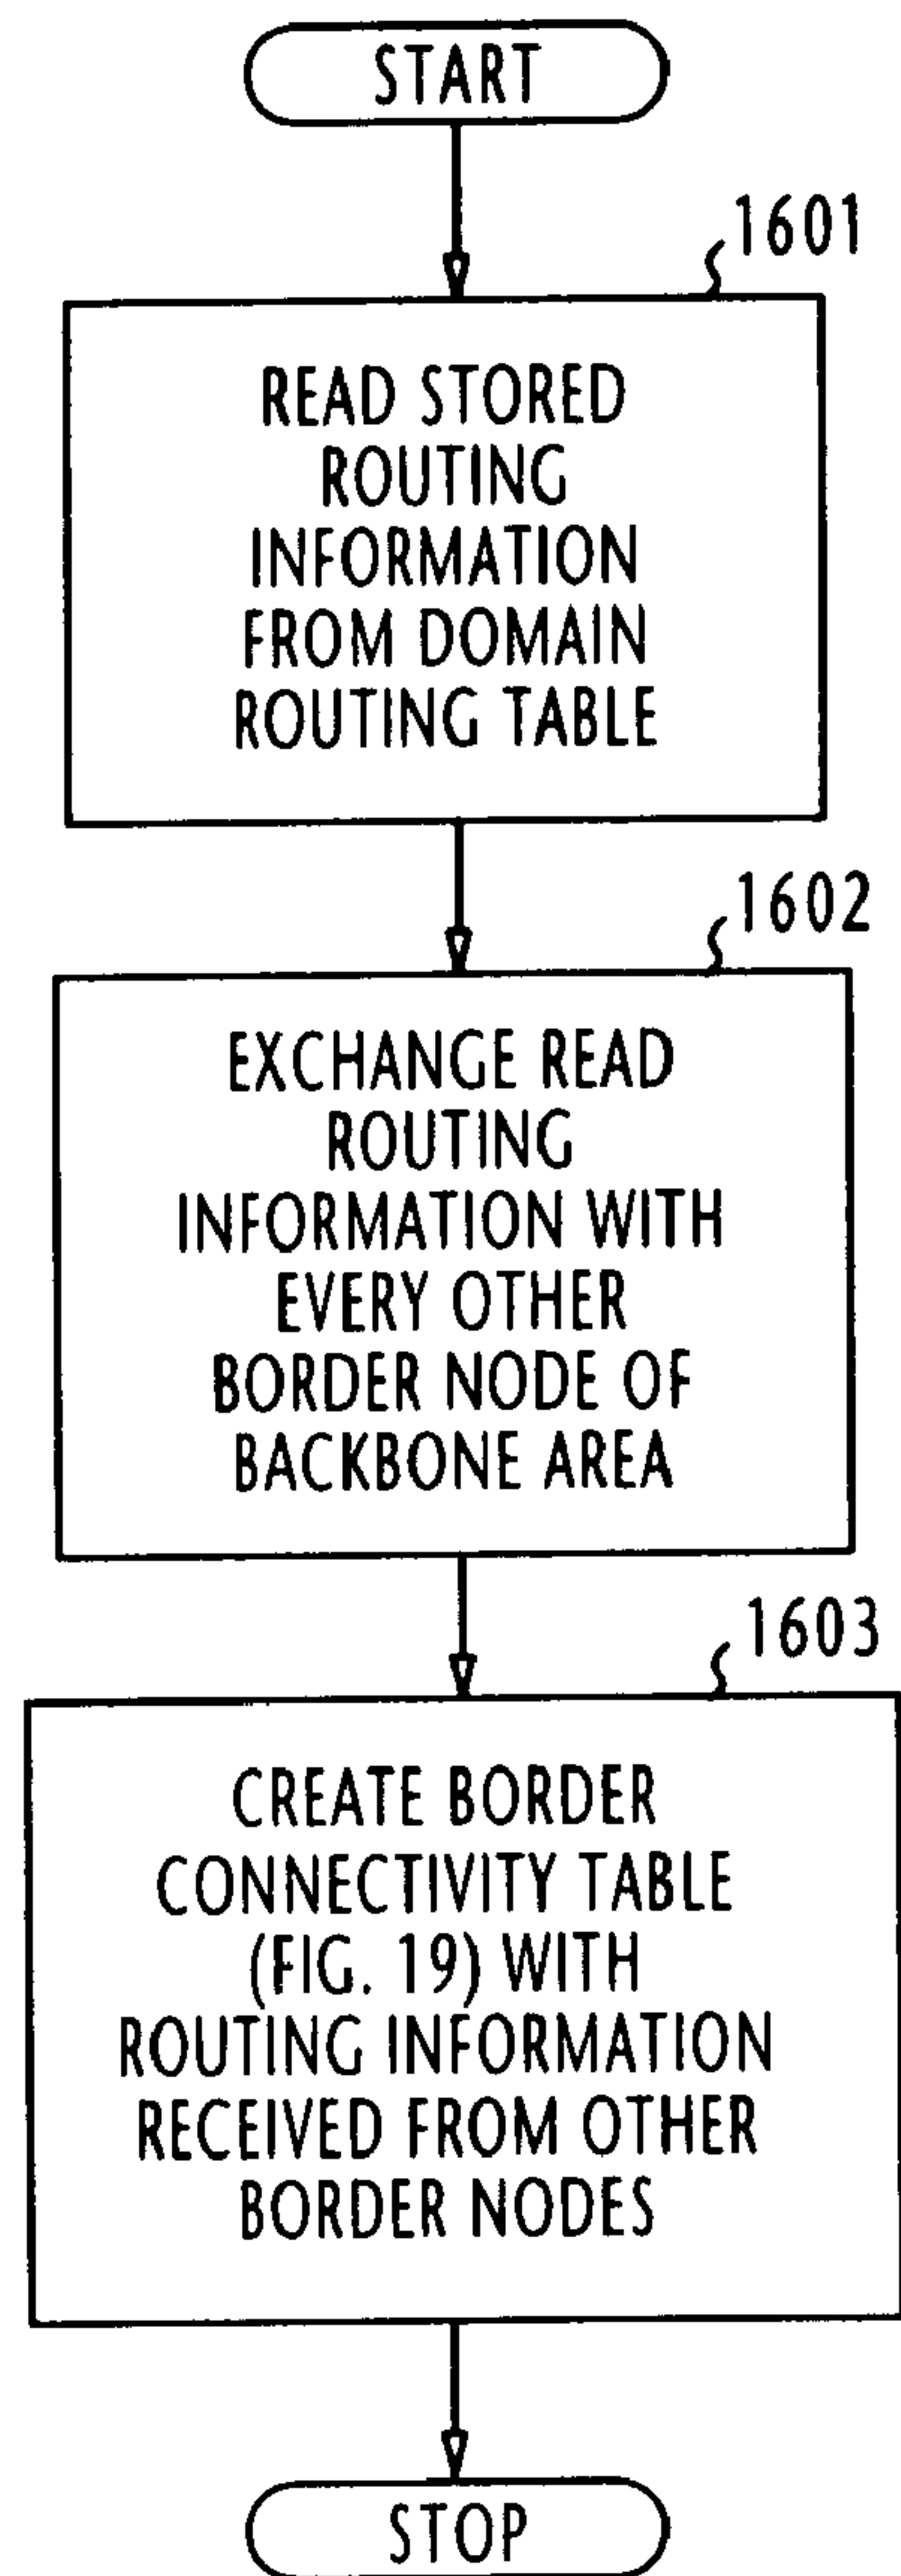 START
1601
READ STORED
ROUTING
INFORMATION
FROM DOMAIN
ROUTING TABLE
1602
EXCHANGE READ
ROUTING
INFORMATION WITH
EVERY OTHER
BORDER NODE OF
BACKBONE AREA
1603
CREATE BORDER
CONNECTIVITY TABLE
(FIG. 19) WITH
ROUTING INFORMATION
RECEIVED FROM OTHER
BORDER NODES
STOP